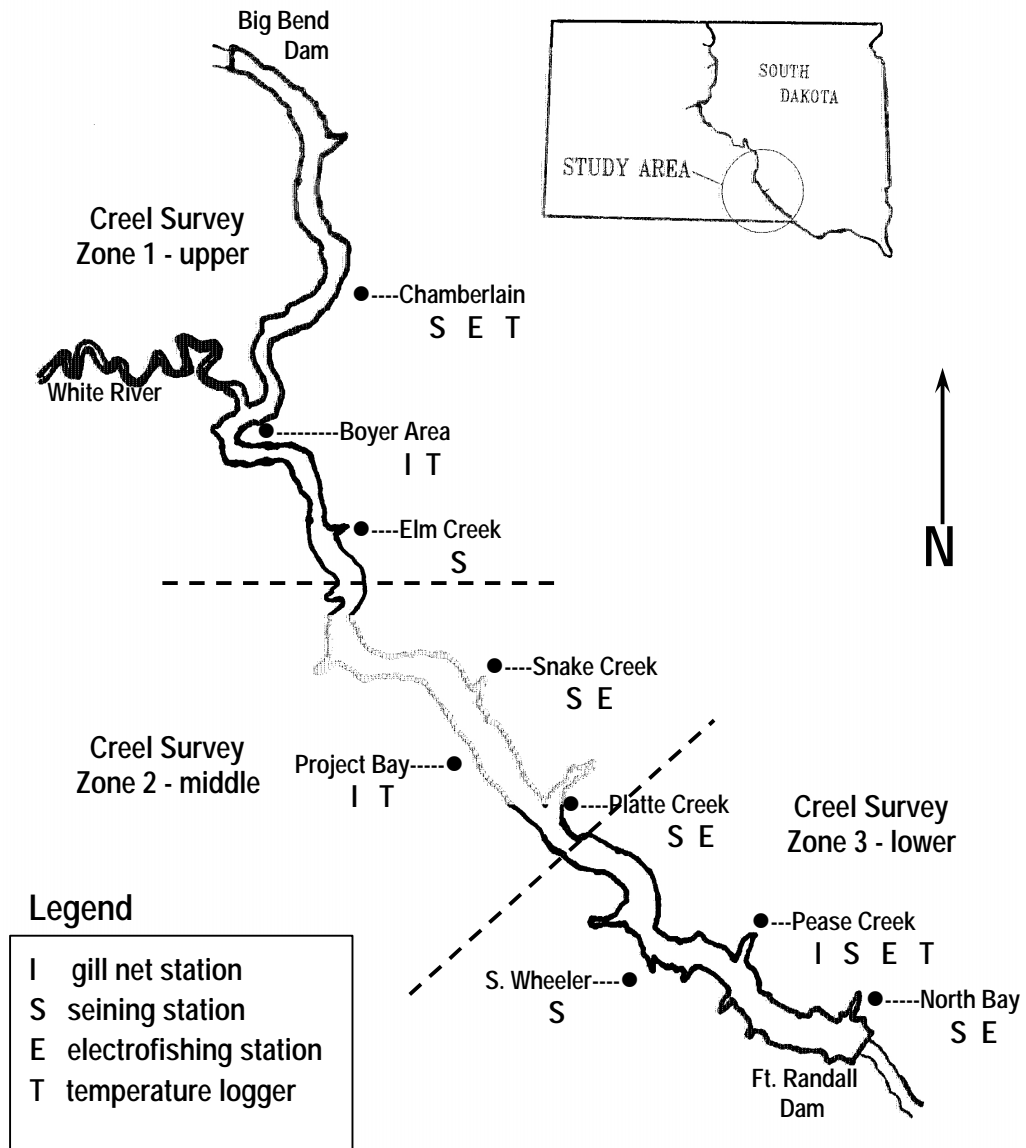 Big Bend
Dam
SOUTH
DAKOTA
STUDY AREA
Creel Survey
Zone 1 - upper
Chamberlain
S E T
White River
Boyer Area
I T
N
Elm Creek
S
Snake Creek
S E
Creel Survey
Zone 2 - middle
Project Bay
I T
Platte Creek
S E
Creel Survey
Zone 3 - lower
Legend
I gill net station
S seining station
E electrofishing station
T temperature logger
Pease Creek
I S E T
S. Wheeler
S
North Bay
S E
Ft. Randall
Dam